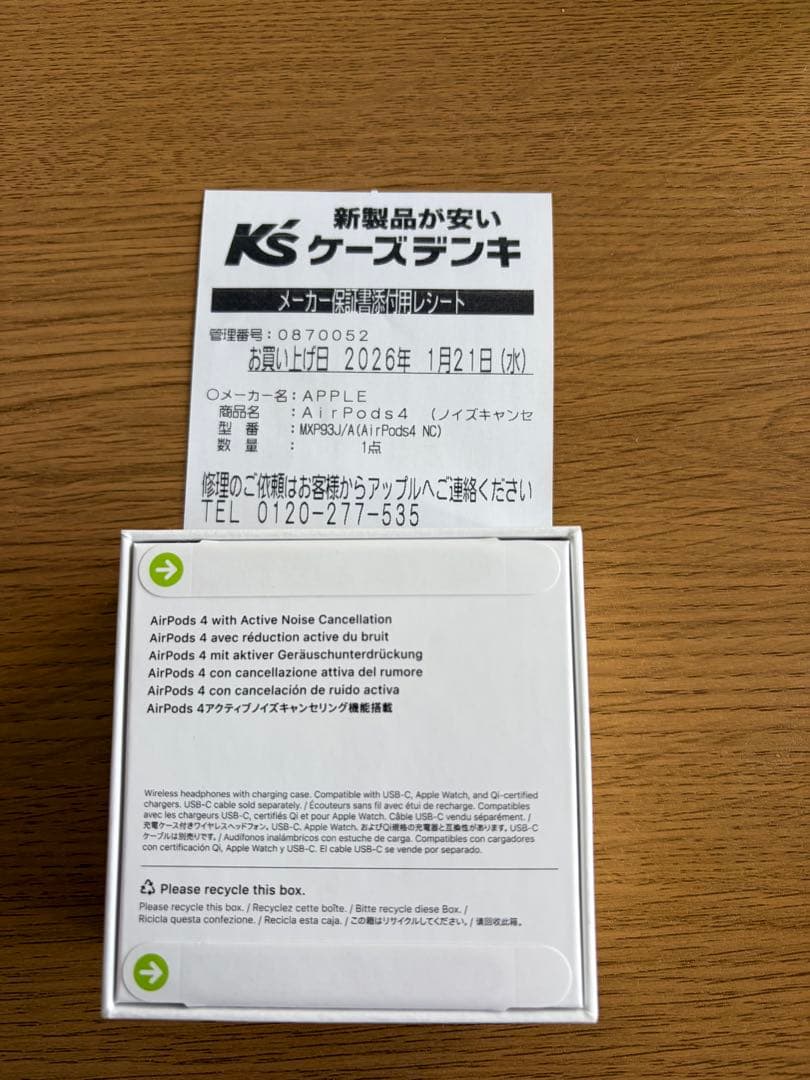 新製品が安い
K'S ケーズデンキ
メーカー保証書添付用レシート
管理番号:0870052
お買い上げ日 2026年 1月21日(水)
○メーカー名:APPLE
商品名 :AirPods4 (ノイズキャンセ
型番 :MXP93J/A(AirPods4 NC)
数量 : 1点
修理のご依頼はお客様からアップルへご連絡ください
TEL 0120-277-535
AirPods 4 with Active Noise Cancellation
AirPods 4 avec réduction active du bruit
AirPods 4 mit aktiver Geräuschunterdrückung
AirPods 4 con cancellazione attiva del rumore
AirPods 4 con cancelación de ruido activa
AirPods 4アクティブノイズキャンセリング機能搭載
Wireless headphones with charging case. Compatible with USB-C, Apple Watch, and Qi-certified
chargers. USB-C cable sold separately. / Écouteurs sans fil avec étui de recharge. Compatibles
avec les chargeurs USB-C, certifiés Qi et pour Apple Watch. Câble USB-C vendu séparément. /
充電ケース付きワイヤレスヘッドフォン。USB-C、Apple Watch、およびQi規格の充電器と互換性があります。USB-C
ケーブルは別売りです。/ Audífonos inalámbricos con estuche de carga. Compatibles con cargadores
con certificación Qi, Apple Watch y USB-C. El cable USB-C se vende por separado.
Please recycle this box.
Please recycle this box. / Recyclez cette boîte. / Bitte recycle diese Box. /
Ricicla questa confezione. / Recicla esta caja. / この箱はリサイクルしてください。/ 请回收此箱。